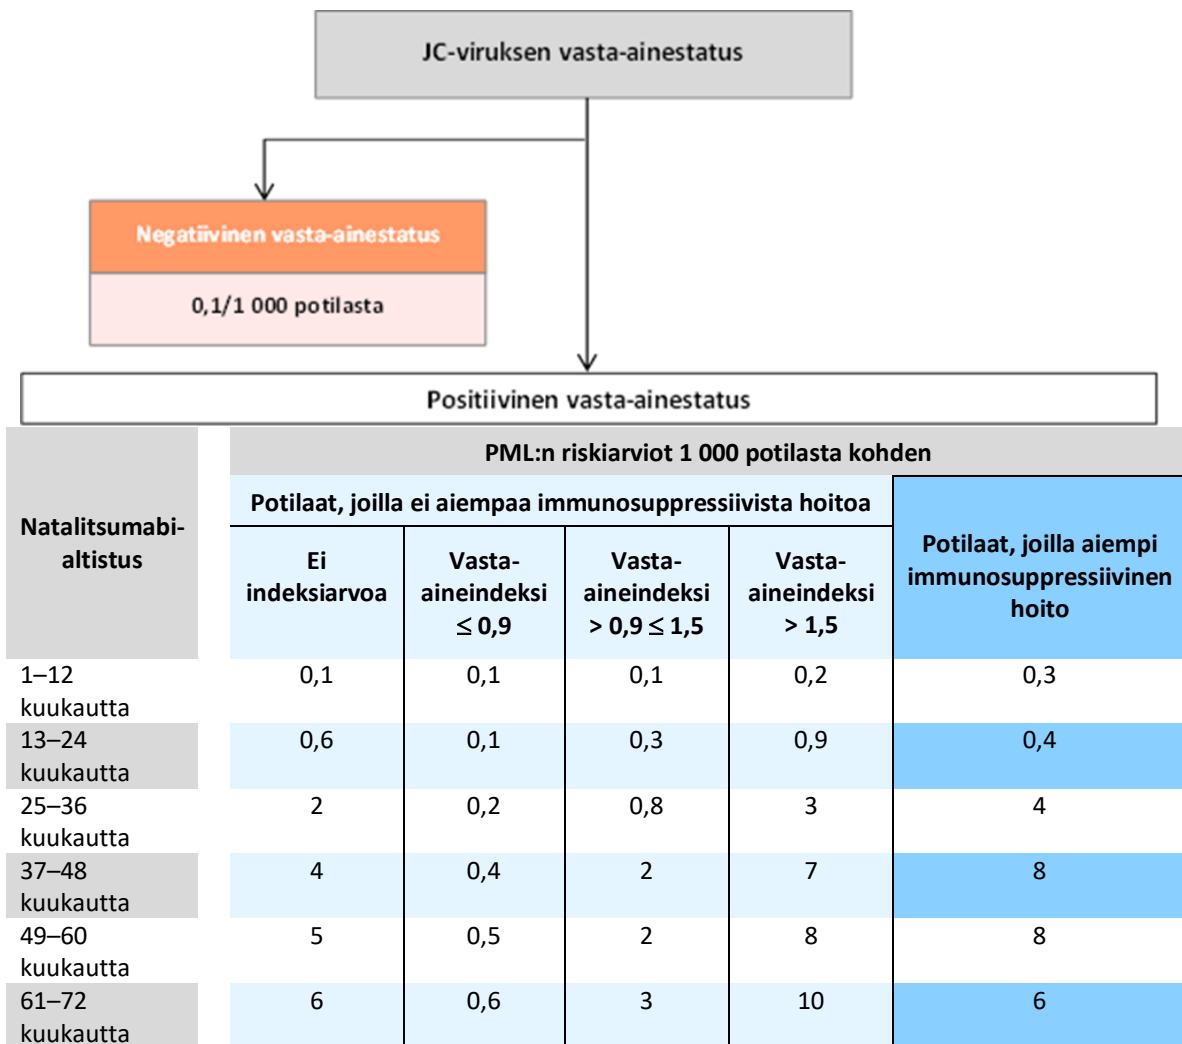 JC-viruksen vasta-ainestatus
Negatiivinen vasta-ainestatus
0,1/1 000 potilasta
Positiivinen vasta-ainestatus
Natalitsumabi-
altistus
PML:n riskiarviot 1 000 potilasta kohden
Potilaat, joilla ei aiempaa immunosuppressiivista hoitoa
Potilaat, joilla aiempi
immunosuppressiivinen
hoito
Ei
indeksiarvoa
Vasta-
aineindeksi
≤ 0,9
Vasta-
aineindeksi
> 0,9 ≤ 1,5
Vasta-
aineindeksi
> 1,5
1–12
kuukautta
0,1
0,1
0,1
0,2
0,3
13–24
kuukautta
0,6
0,1
0,3
0,9
0,4
25–36
kuukautta
2
0,2
0,8
3
4
37–48
kuukautta
4
0,4
2
7
8
49–60
kuukautta
5
0,5
2
8
8
61–72
kuukautta
6
0,6
3
10
6